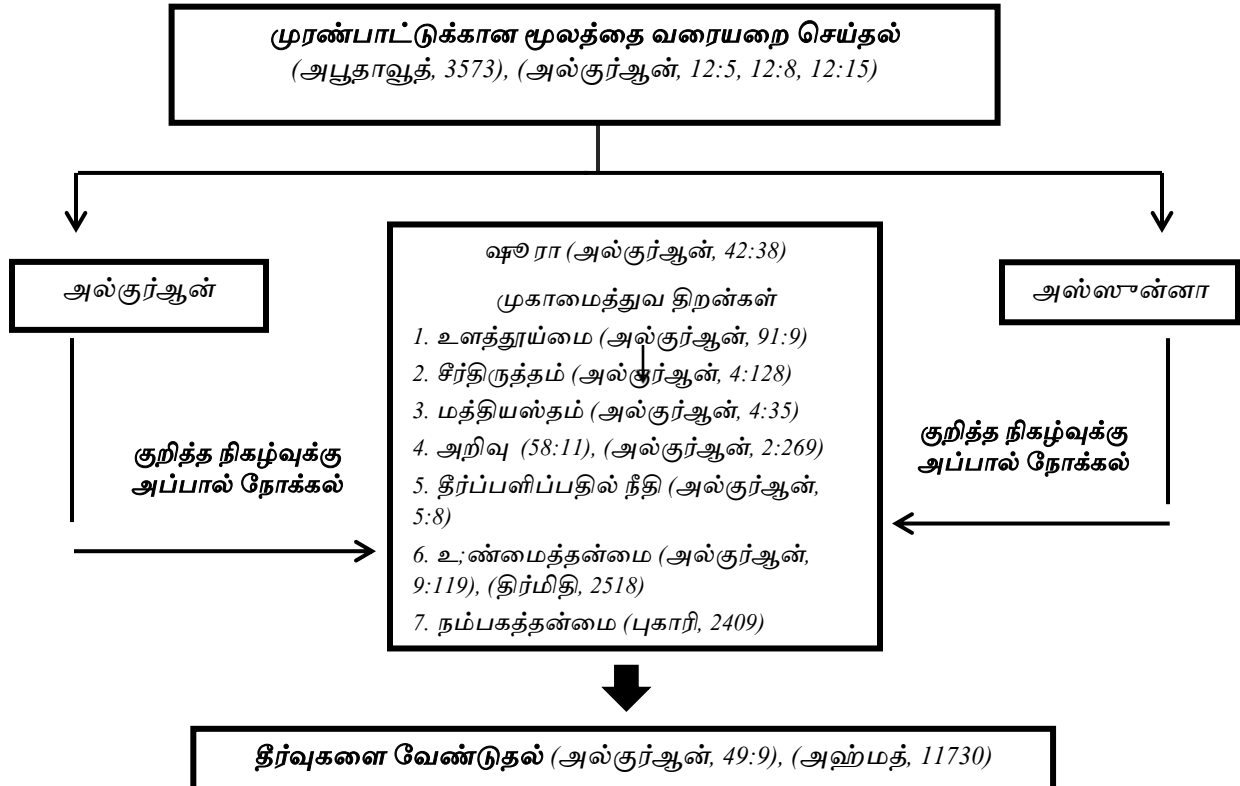 முரண்பாட்டுக்கான மூலத்தை வரையறை செய்தல்
(அபூதாவூத், 3573), (அல்குர்ஆன், 12:5, 12:8, 12:15)
அல்குர்ஆன்
ஷூ ரா (அல்குர்ஆன், 42:38)
முகாமைத்துவ திறன்கள்
1. உளத்தூய்மை (அல்குர்ஆன், 91:9)
2. சீர்திருத்தம் (அல்குர்ஆன், 4:128)
3. மத்தியஸ்தம் (அல்குர்ஆன், 4:35)
4. அறிவு (58:11), (அல்குர்ஆன், 2:269)
5. தீர்ப்பளிப்பதில் நீதி (அல்குர்ஆன்,
5:8)
6. உ;ண்மைத்தன்மை (அல்குர்ஆன்,
9:119), (திர்மிதி, 2518)
7. நம்பகத்தன்மை (புகாரி, 2409)
அஸ்ஸுன்னா
குறித்த நிகழ்வுக்கு
அப்பால் நோக்கல்
குறித்த நிகழ்வுக்கு
அப்பால் நோக்கல்
தீர்வுகளை வேண்டுதல் (அல்குர்ஆன், 49:9), (அஹ்மத், 11730)